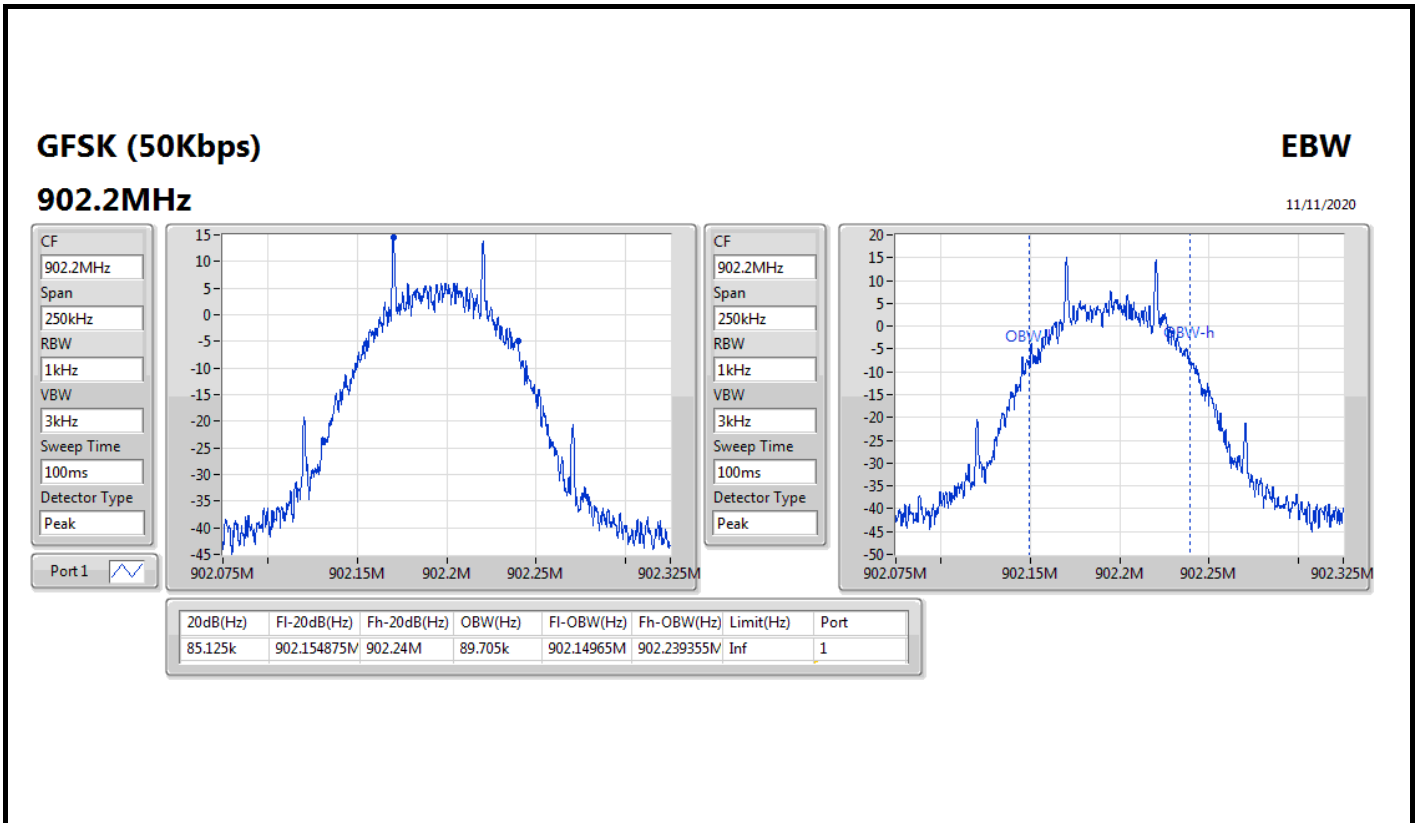 GFSK (50Kbps)
EBW
902.2MHz
11/11/2020
CF
902.2MHz
Span
250kHz
RBW
1kHz
VBW
3kHz
Sweep Time
100ms
Detector Type
Peak
Port 1
15
10
5
0
-5
-10
-15
-20
-25
-30
-35
-40
-45
902.075M 902.15M 902.2M 902.25M 902.325M
CF
902.2MHz
Span
250kHz
RBW
1kHz
VBW
3kHz
Sweep Time
100ms
Detector Type
Peak
20
15
10
5
0
-5
-10
-15
-20
-25
-30
-35
-40
-45
-50
OBW OBW-h
902.075M 902.15M 902.2M 902.25M 902.325M
20dB(Hz) Fl-20dB(Hz) Fh-20dB(Hz) OBW(Hz) Fl-OBW(Hz) Fh-OBW(Hz) Limit(Hz) Port
85.125k 902.154875M 902.24M 89.705k 902.14965M 902.239355M Inf 1